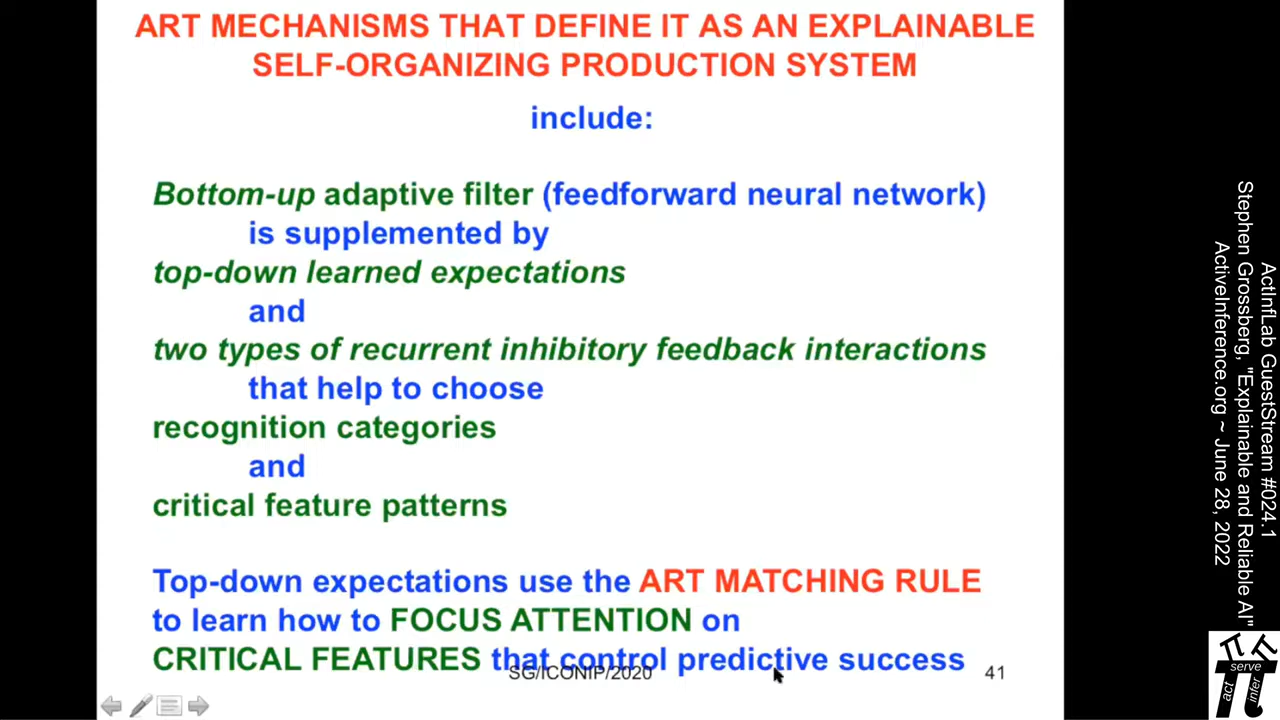 ART MECHANISMS THAT DEFINE IT AS AN EXPLAINABLE
SELF-ORGANIZING PRODUCTION SYSTEM
include:
Bottom-up adaptive filter (feedforward neural network)
is supplemented by
top-down learned expectations
and
two types of recurrent inhibitory feedback interactions
that help to choose
recognition categories
and
critical feature patterns
Top-down expectations use the ART MATCHING RULE
to learn how to FOCUS ATTENTION on
CRITICAL FEATURES that control predictive success
SG/ICONIP/2020
41
ActInfLab GuestStream #024.1
Stephen Grossberg, "Explainable and Reliable AI"
ActiveInference.org ~ June 28, 2022
serve
infer
act